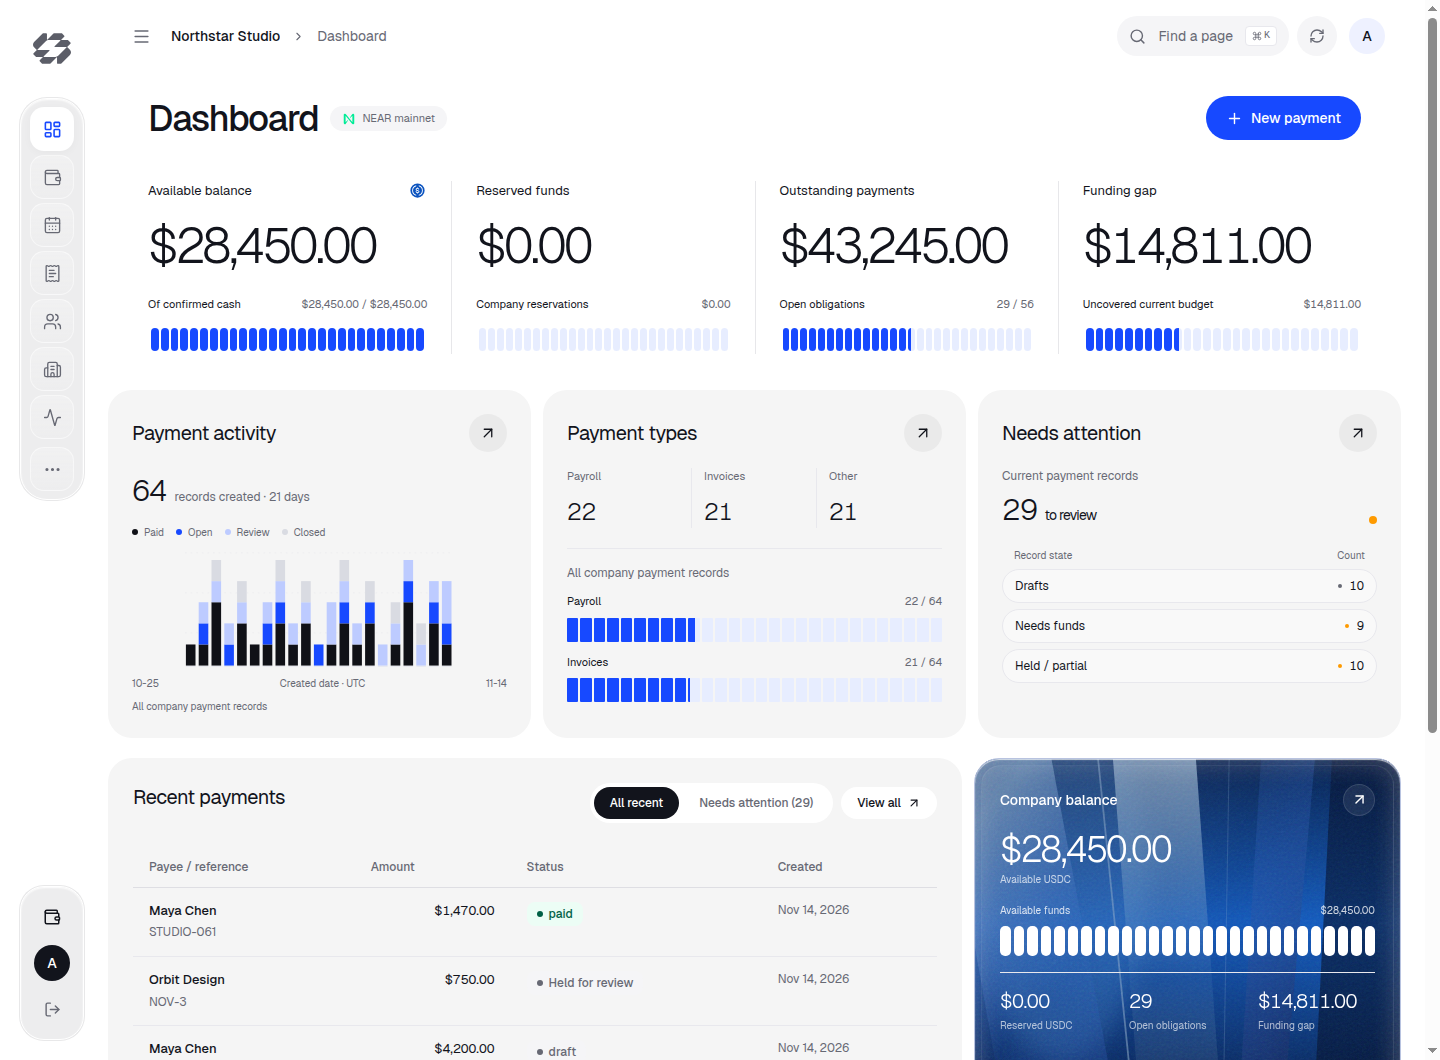 Northstar Studio
Dashboard
Find a page
⌘ K
A
Dashboard
NEAR mainnet
New payment
Available balance
$28,450.00
Of confirmed cash
$28,450.00 / $28,450.00
Reserved funds
$0.00
Company reservations
$0.00
Outstanding payments
$43,245.00
Open obligations
29 / 56
Funding gap
$14,811.00
Uncovered current budget
$14,811.00
Payment activity
64 records created · 21 days
Paid
Open
Review
Closed
10-25
Created date · UTC
11-14
All company payment records
Payment types
Payroll
22
Invoices
21
Other
21
All company payment records
Payroll
22 / 64
Invoices
21 / 64
Needs attention
Current payment records
29 to review
Record state
Count
Drafts
10
Needs funds
9
Held / partial
10
Recent payments
All recent
Needs attention (29)
View all
Payee / reference
Amount
Status
Created
Maya Chen
STUDIO-061
$1,470.00
paid
Nov 14, 2026
Orbit Design
NOV-3
$750.00
Held for review
Nov 14, 2026
Maya Chen
$4,200.00
draft
Nov 14, 2026
Company balance
$28,450.00
Available USDC
Available funds
$28,450.00
$0.00
Reserved USDC
29
Open obligations
$14,811.00
Funding gap
A